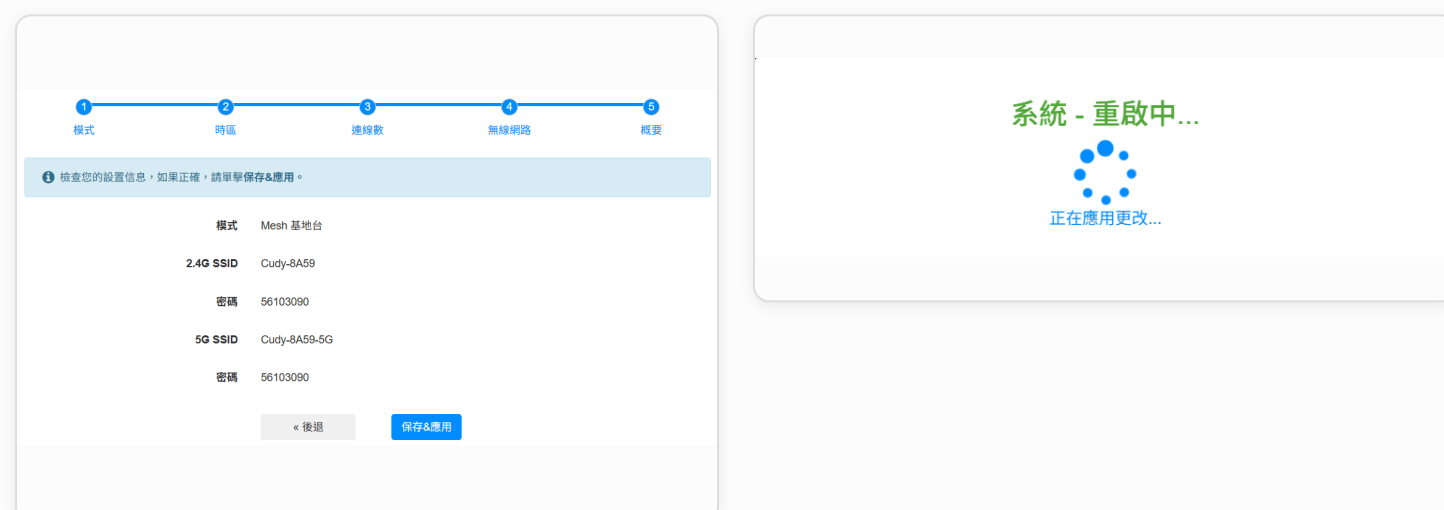 1 2 3 4 5
模式 時區 連線數 無線網路 概要
檢查您的設置信息，如果正確，請單擊保存&應用。
模式 Mesh 基地台
2.4G SSID Cudy-8A59
密碼 56103090
5G SSID Cudy-8A59-5G
密碼 56103090
« 後退 保存&應用
系統 - 重啟中...
正在應用更改...